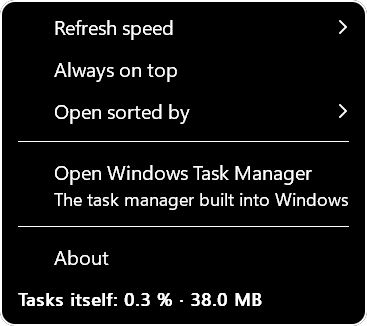 Refresh speed
Always on top
Open sorted by
Open Windows Task Manager
The task manager built into Windows
About
Tasks itself: 0.3 % · 38.0 MB